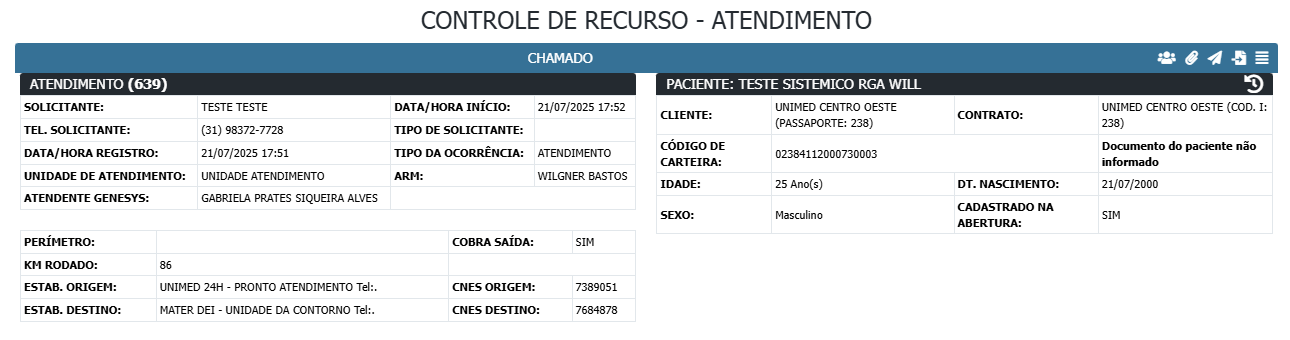 CONTROLE DE RECURSO - ATENDIMENTO
CHAMADO
ATENDIMENTO (639)
SOLICITANTE: TESTE TESTE DATA/HORA INÍCIO: 21/07/2025 17:52
TEL. SOLICITANTE: (31) 98372-7728 TIPO DE SOLICITANTE:
DATA/HORA REGISTRO: 21/07/2025 17:51 TIPO DA OCORRÊNCIA: ATENDIMENTO
UNIDADE DE ATENDIMENTO: UNIDADE ATENDIMENTO ARM: WILGNER BASTOS
ATENDENTE GENESYS: GABRIELA PRATES SIQUEIRA ALVES
PERÍMETRO: COBRA SAÍDA: SIM
KM RODADO: 86
ESTAB. ORIGEM: UNIMED 24H - PRONTO ATENDIMENTO Tel:. CNES ORIGEM: 7389051
ESTAB. DESTINO: MATER DEI - UNIDADE DA CONTORNO Tel:. CNES DESTINO: 7684878
PACIENTE: TESTE SISTEMICO RGA WILL
CLIENTE: UNIMED CENTRO OESTE
(PASSAPORTE: 238)
CONTRATO: UNIMED CENTRO OESTE (COD. I:
238)
CÓDIGO DE
CARTEIRA: 02384112000730003
Documento do paciente não
informado
IDADE: 25 Ano(s) DT. NASCIMENTO: 21/07/2000
SEXO: Masculino
CADASTRADO NA
ABERTURA: SIM